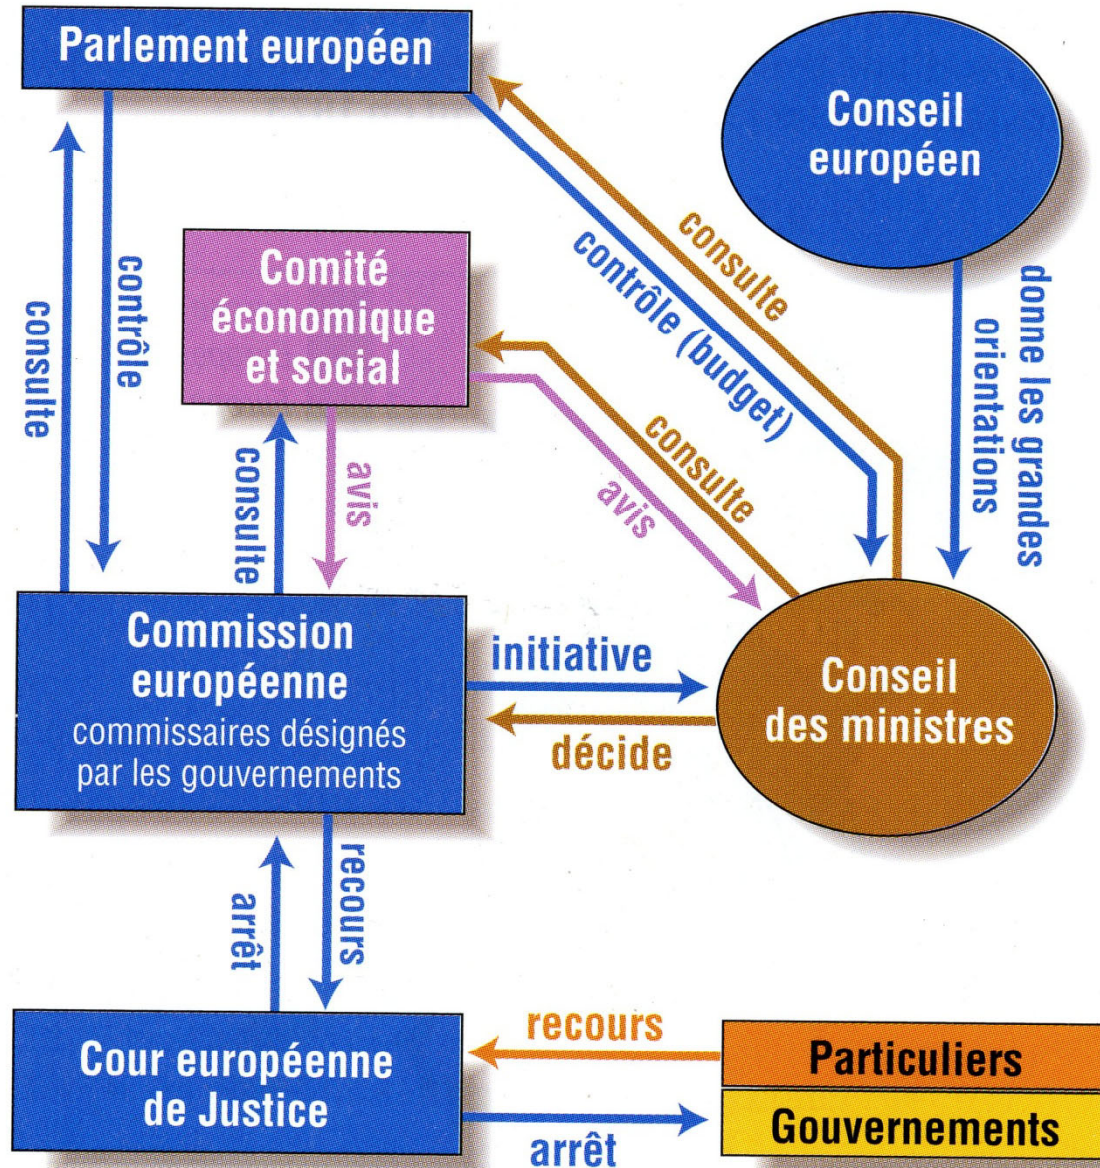 Parlement européen
Conseil
européen
consulte
contrôle
Comité
économique
et social
consulte
contrôle (budget)
donne les grandes
orientations
consulte
avis
consulte
avis
Commission
européenne
commissaires désignés
par les gouvernements
initiative
décide
Conseil
des ministres
arrêt
recours
Cour européenne
de Justice
recours
arrêt
Particuliers
Gouvernements